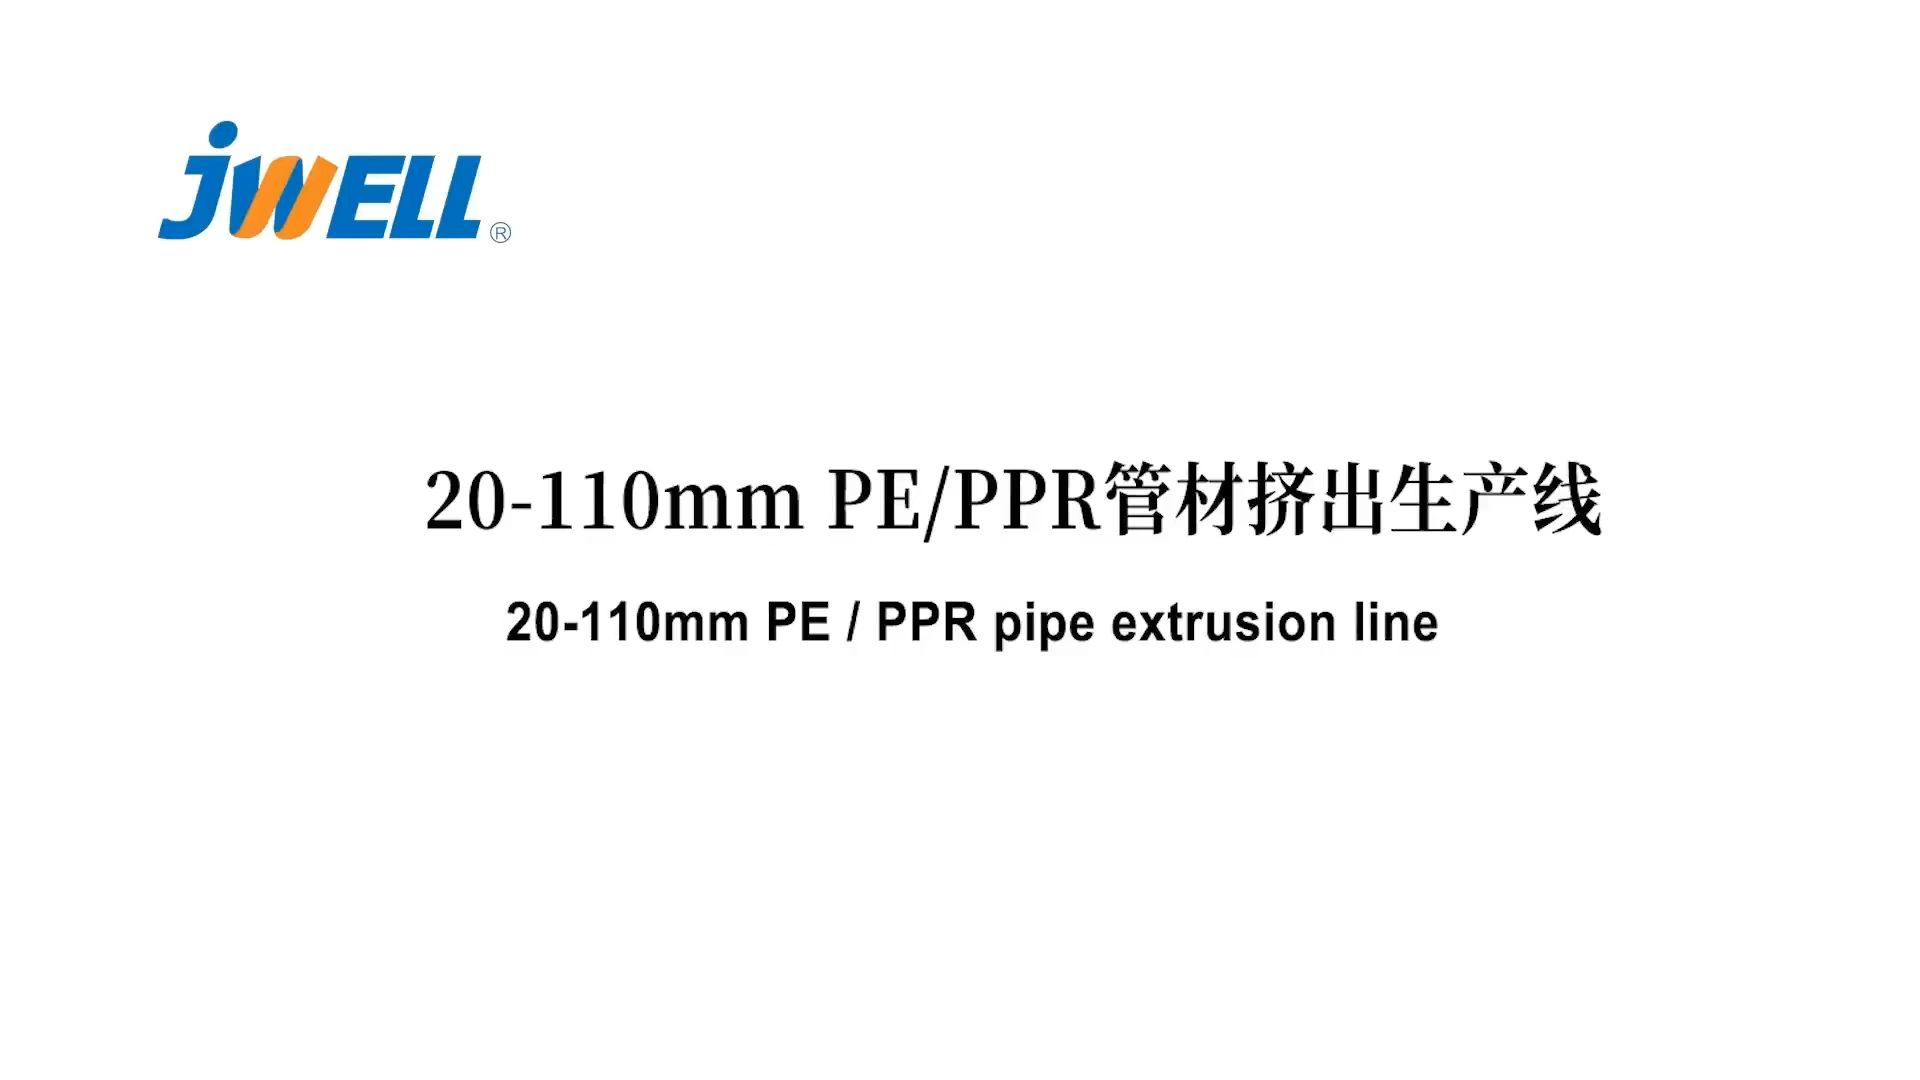 JWELL®
20-110mm PE/PPR管材挤出生产线
20-110mm PE / PPR pipe extrusion line